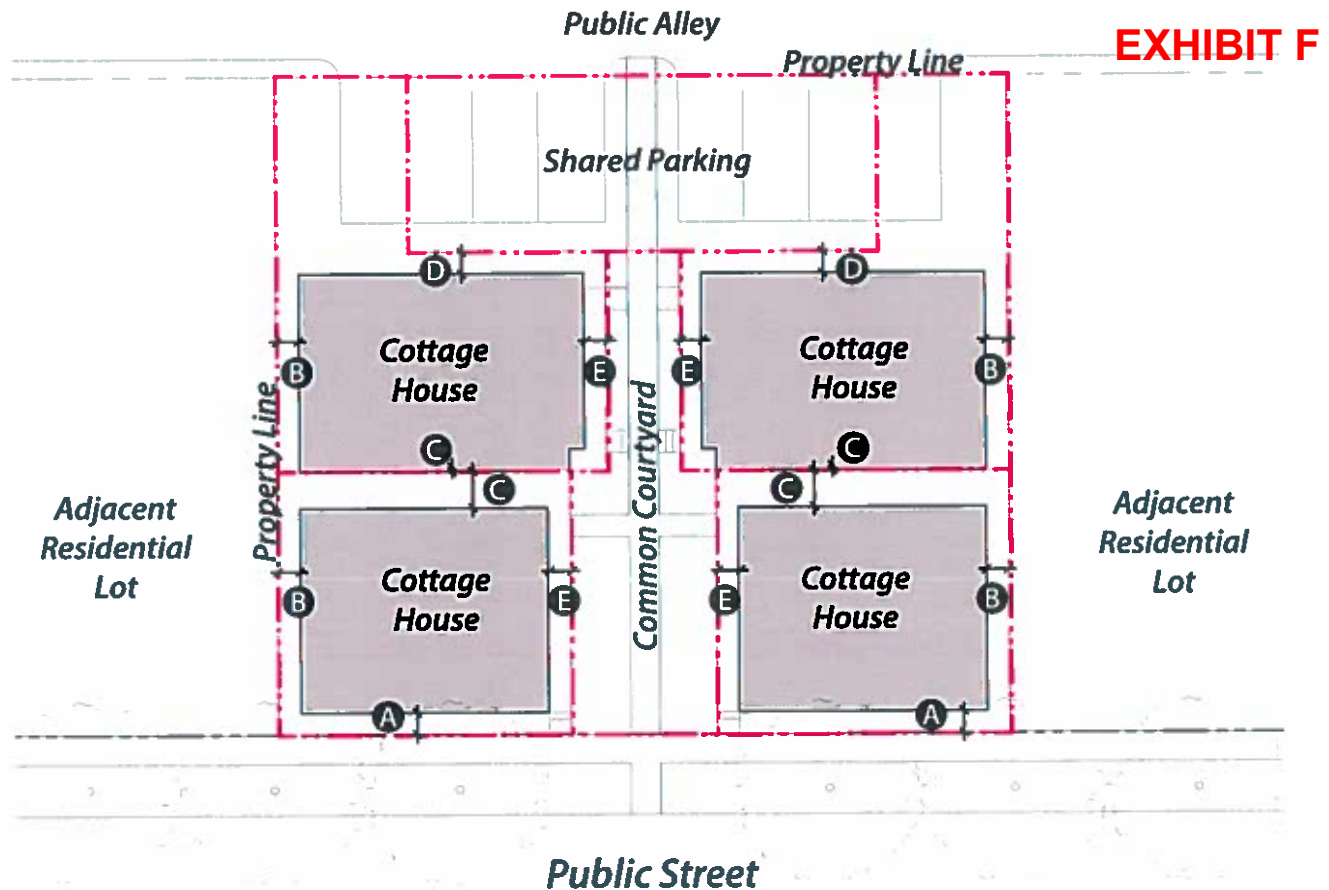 Public Alley
EXHIBIT F
Property Line
Shared Parking
D
D
Cottage
House
Cottage
House
B
E
E
B
C
C
C
C
Property Line
Common Courtyard
Adjacent
Residential
Lot
Adjacent
Residential
Lot
Cottage
House
Cottage
House
B
E
E
B
A
A
Public Street